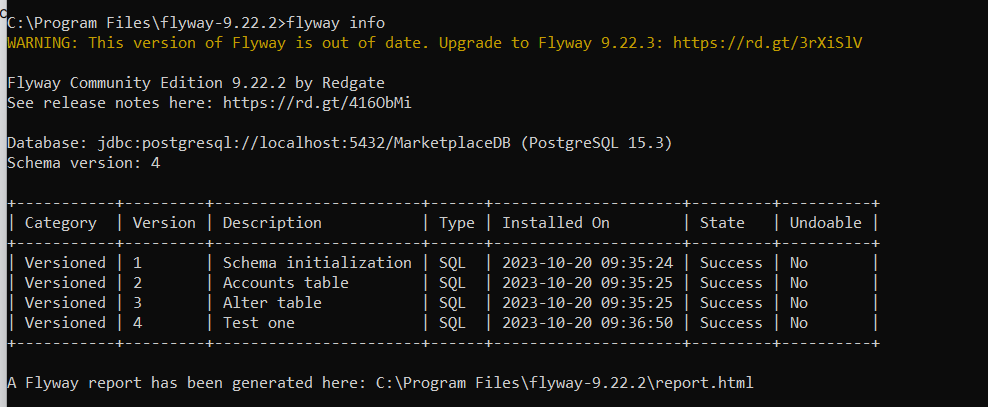 C:\Program Files\flyway-9.22.2>flyway info
WARNING: This version of Flyway is out of date. Upgrade to Flyway 9.22.3: https://rd.gt/3rXiSlV
Flyway Community Edition 9.22.2 by Redgate
See release notes here: https://rd.gt/416ObMi
Database: jdbc:postgresql://localhost:5432/MarketplaceDB (PostgreSQL 15.3)
Schema version: 4
+-----------+---------+-----------------------+------+---------------------+---------+----------+
| Category  | Version | Description           | Type | Installed On        | State   | Undoable |
+-----------+---------+-----------------------+------+---------------------+---------+----------+
| Versioned | 1       | Schema initialization | SQL  | 2023-10-20 09:35:24 | Success | No       |
| Versioned | 2       | Accounts table        | SQL  | 2023-10-20 09:35:25 | Success | No       |
| Versioned | 3       | Alter table           | SQL  | 2023-10-20 09:35:25 | Success | No       |
| Versioned | 4       | Test one              | SQL  | 2023-10-20 09:36:50 | Success | No       |
+-----------+---------+-----------------------+------+---------------------+---------+----------+
A Flyway report has been generated here: C:\Program Files\flyway-9.22.2\report.html